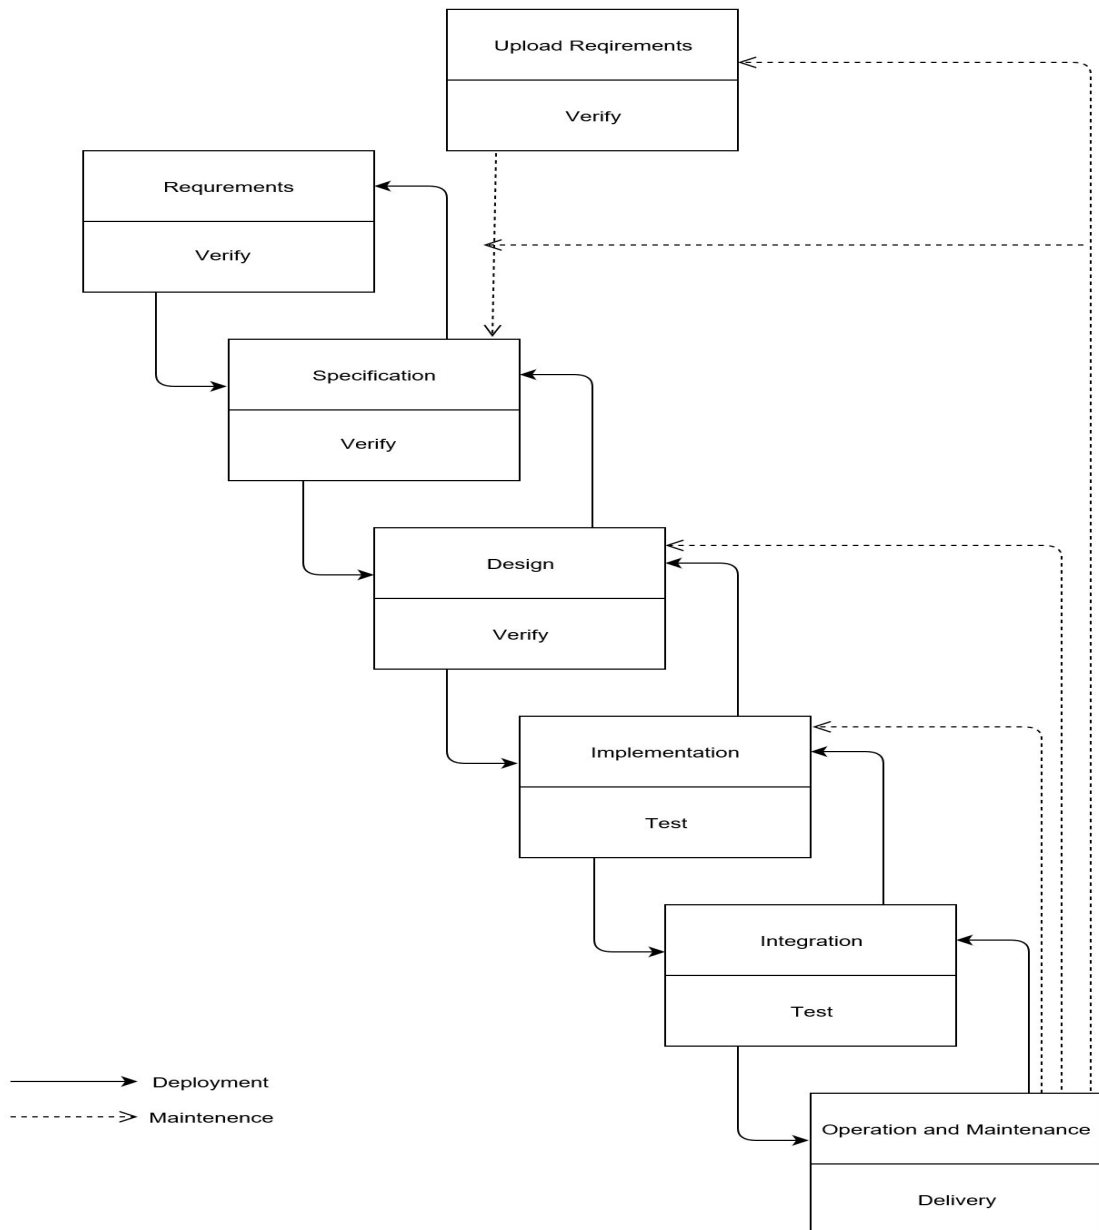 Upload Reqirements
Verify
Requrements
Verify
Specification
Verify
Design
Verify
Implementation
Test
Integration
Test
Deployment
Maintenence
Operation and Maintenance
Delivery